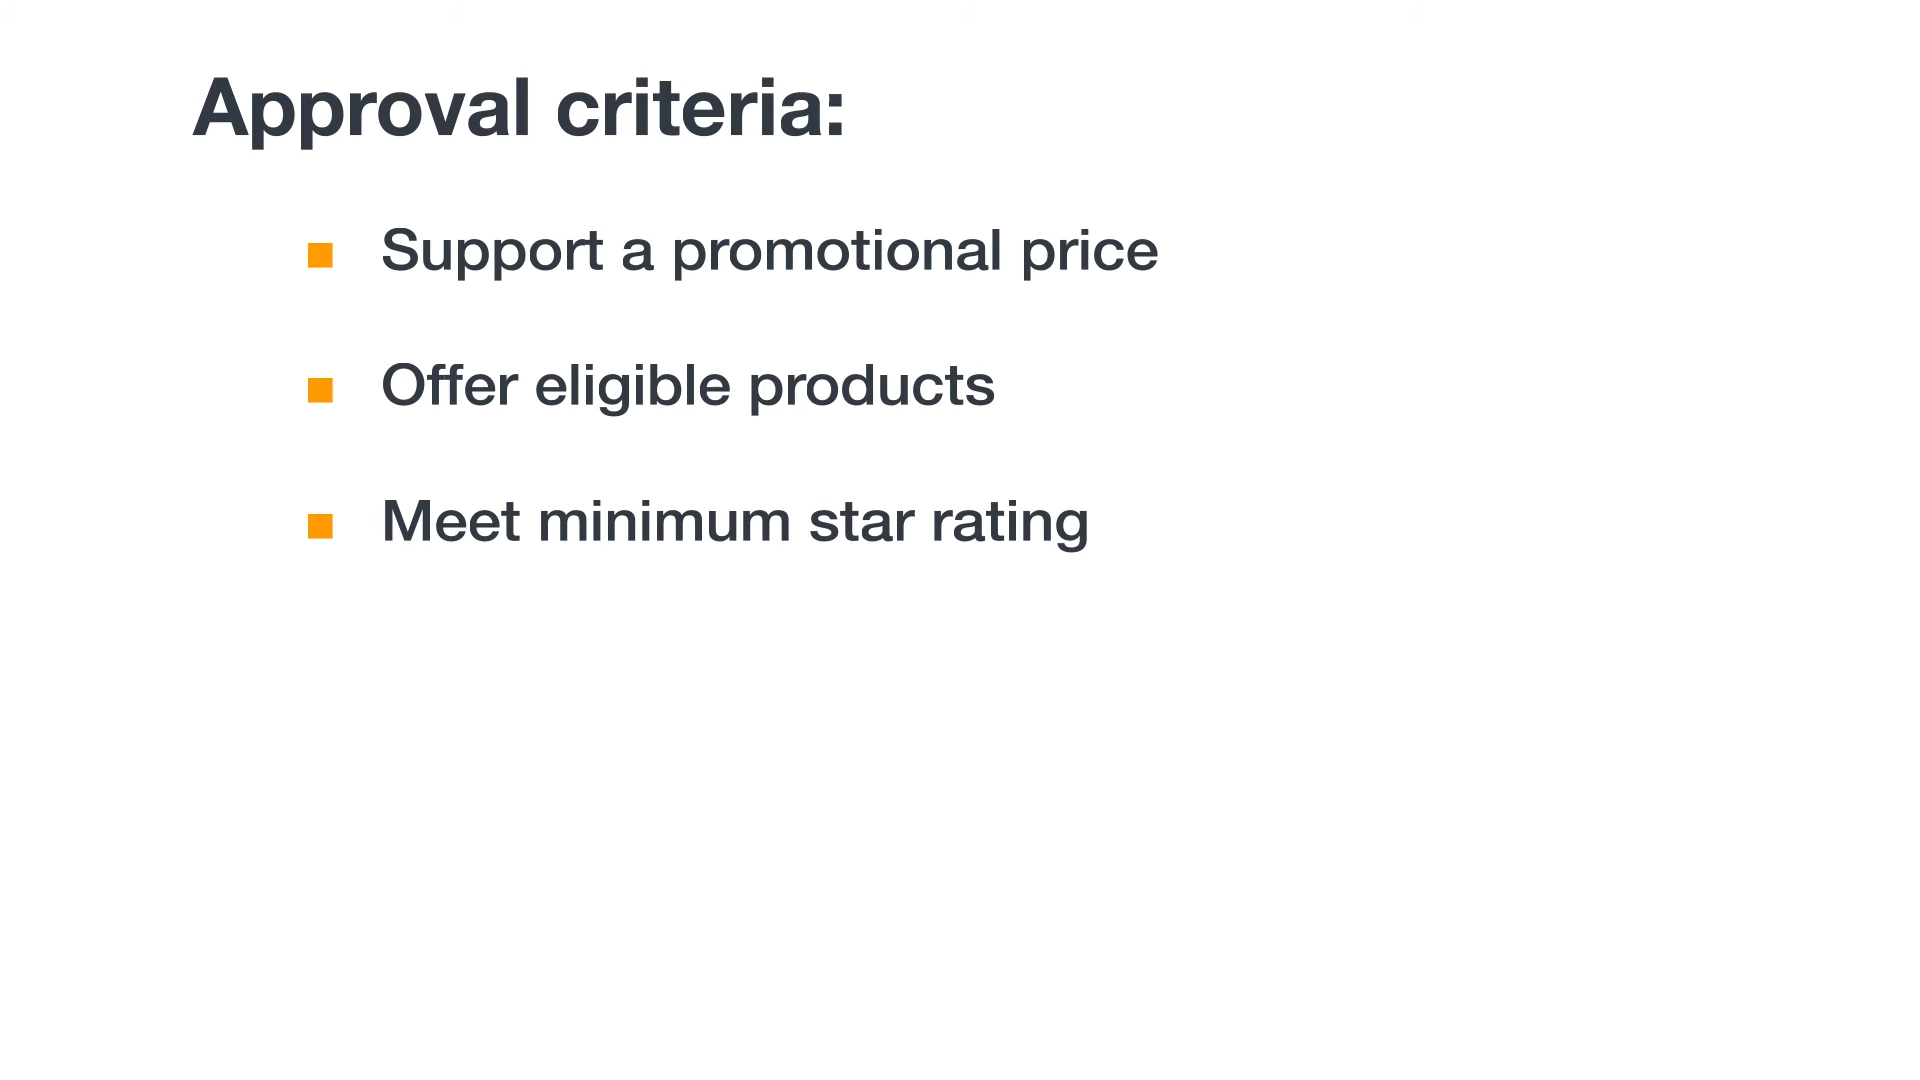 Approval criteria:
Support a promotional price
Offer eligible products
Meet minimum star rating